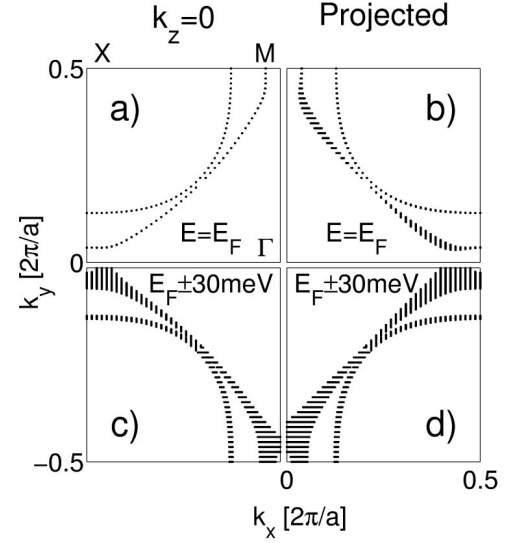 k_z=0 Projected
X M
0.5
a) b)
E=E_F Γ E=E_F
0
k_y [2π/a]
E_F±30meV E_F±30meV
c) d)
−0.5
0 0.5
k_x [2π/a]